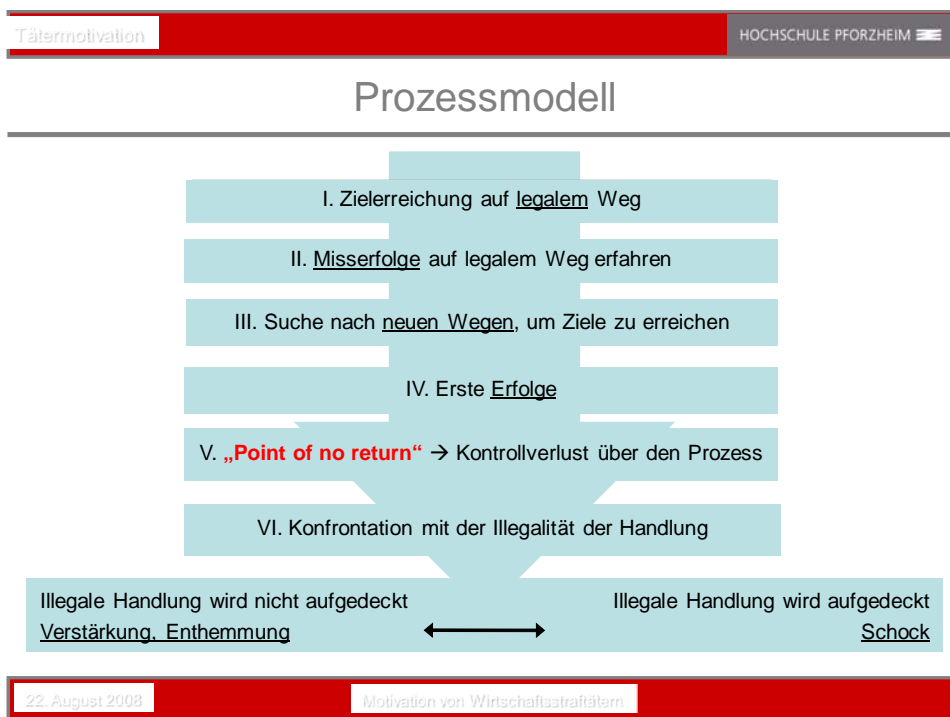 Tätermotivation
HOCHSCHULE PFORZHEIM
Prozessmodell
I. Zielerreichung auf legalem Weg
II. Misserfolge auf legalem Weg erfahren
III. Suche nach neuen Wegen, um Ziele zu erreichen
IV. Erste Erfolge
V. „Point of no return“ → Kontrollverlust über den Prozess
VI. Konfrontation mit der Illegalität der Handlung
Illegale Handlung wird nicht aufgedeckt
Verstärkung, Enthemmung
Illegale Handlung wird aufgedeckt
Schock
22. August 2008
Motivation von Wirtschaftsstraftätern